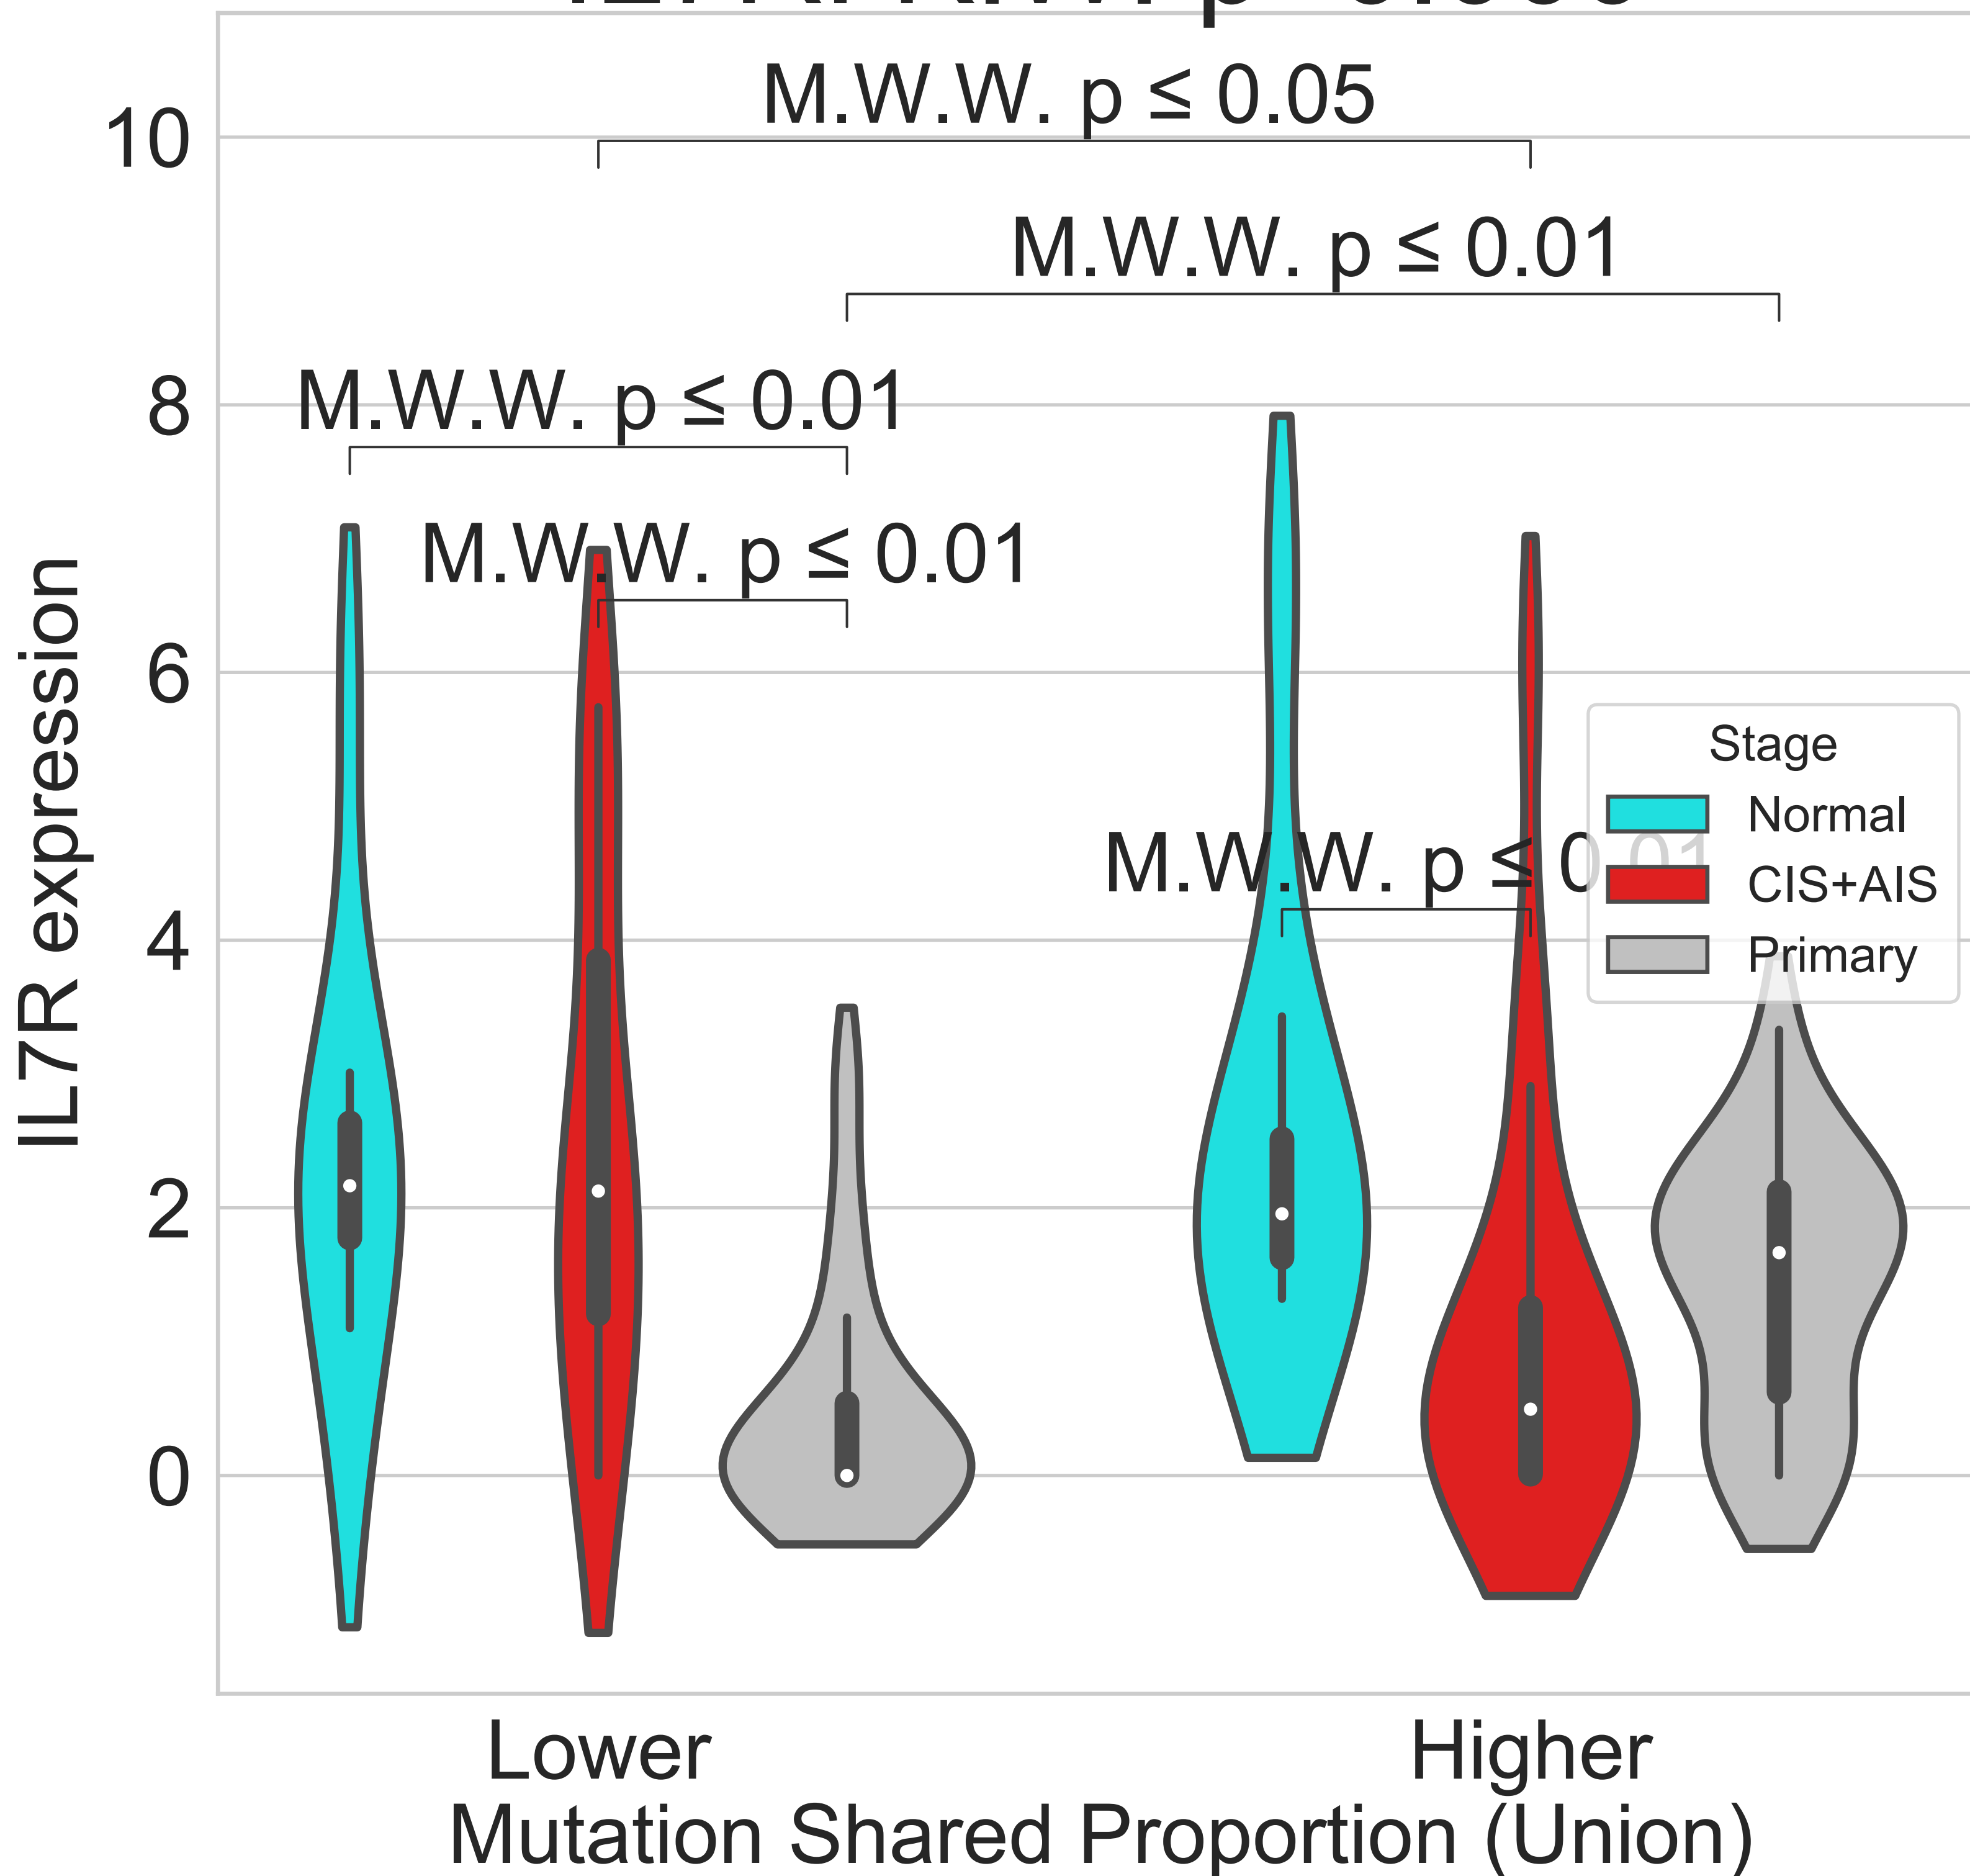 M.W.W. p ≤ 0.05
10
M.W.W. p ≤ 0.01
8
M.W.W. p ≤ 0.01
M.W.W. p ≤ 0.01
6
Stage
Normal
CIS+AIS
Primary
M.W.W. p ≤ 0.01
4
2
0
IL7R expression
Lower
Higher
Mutation Shared Proportion (Union)